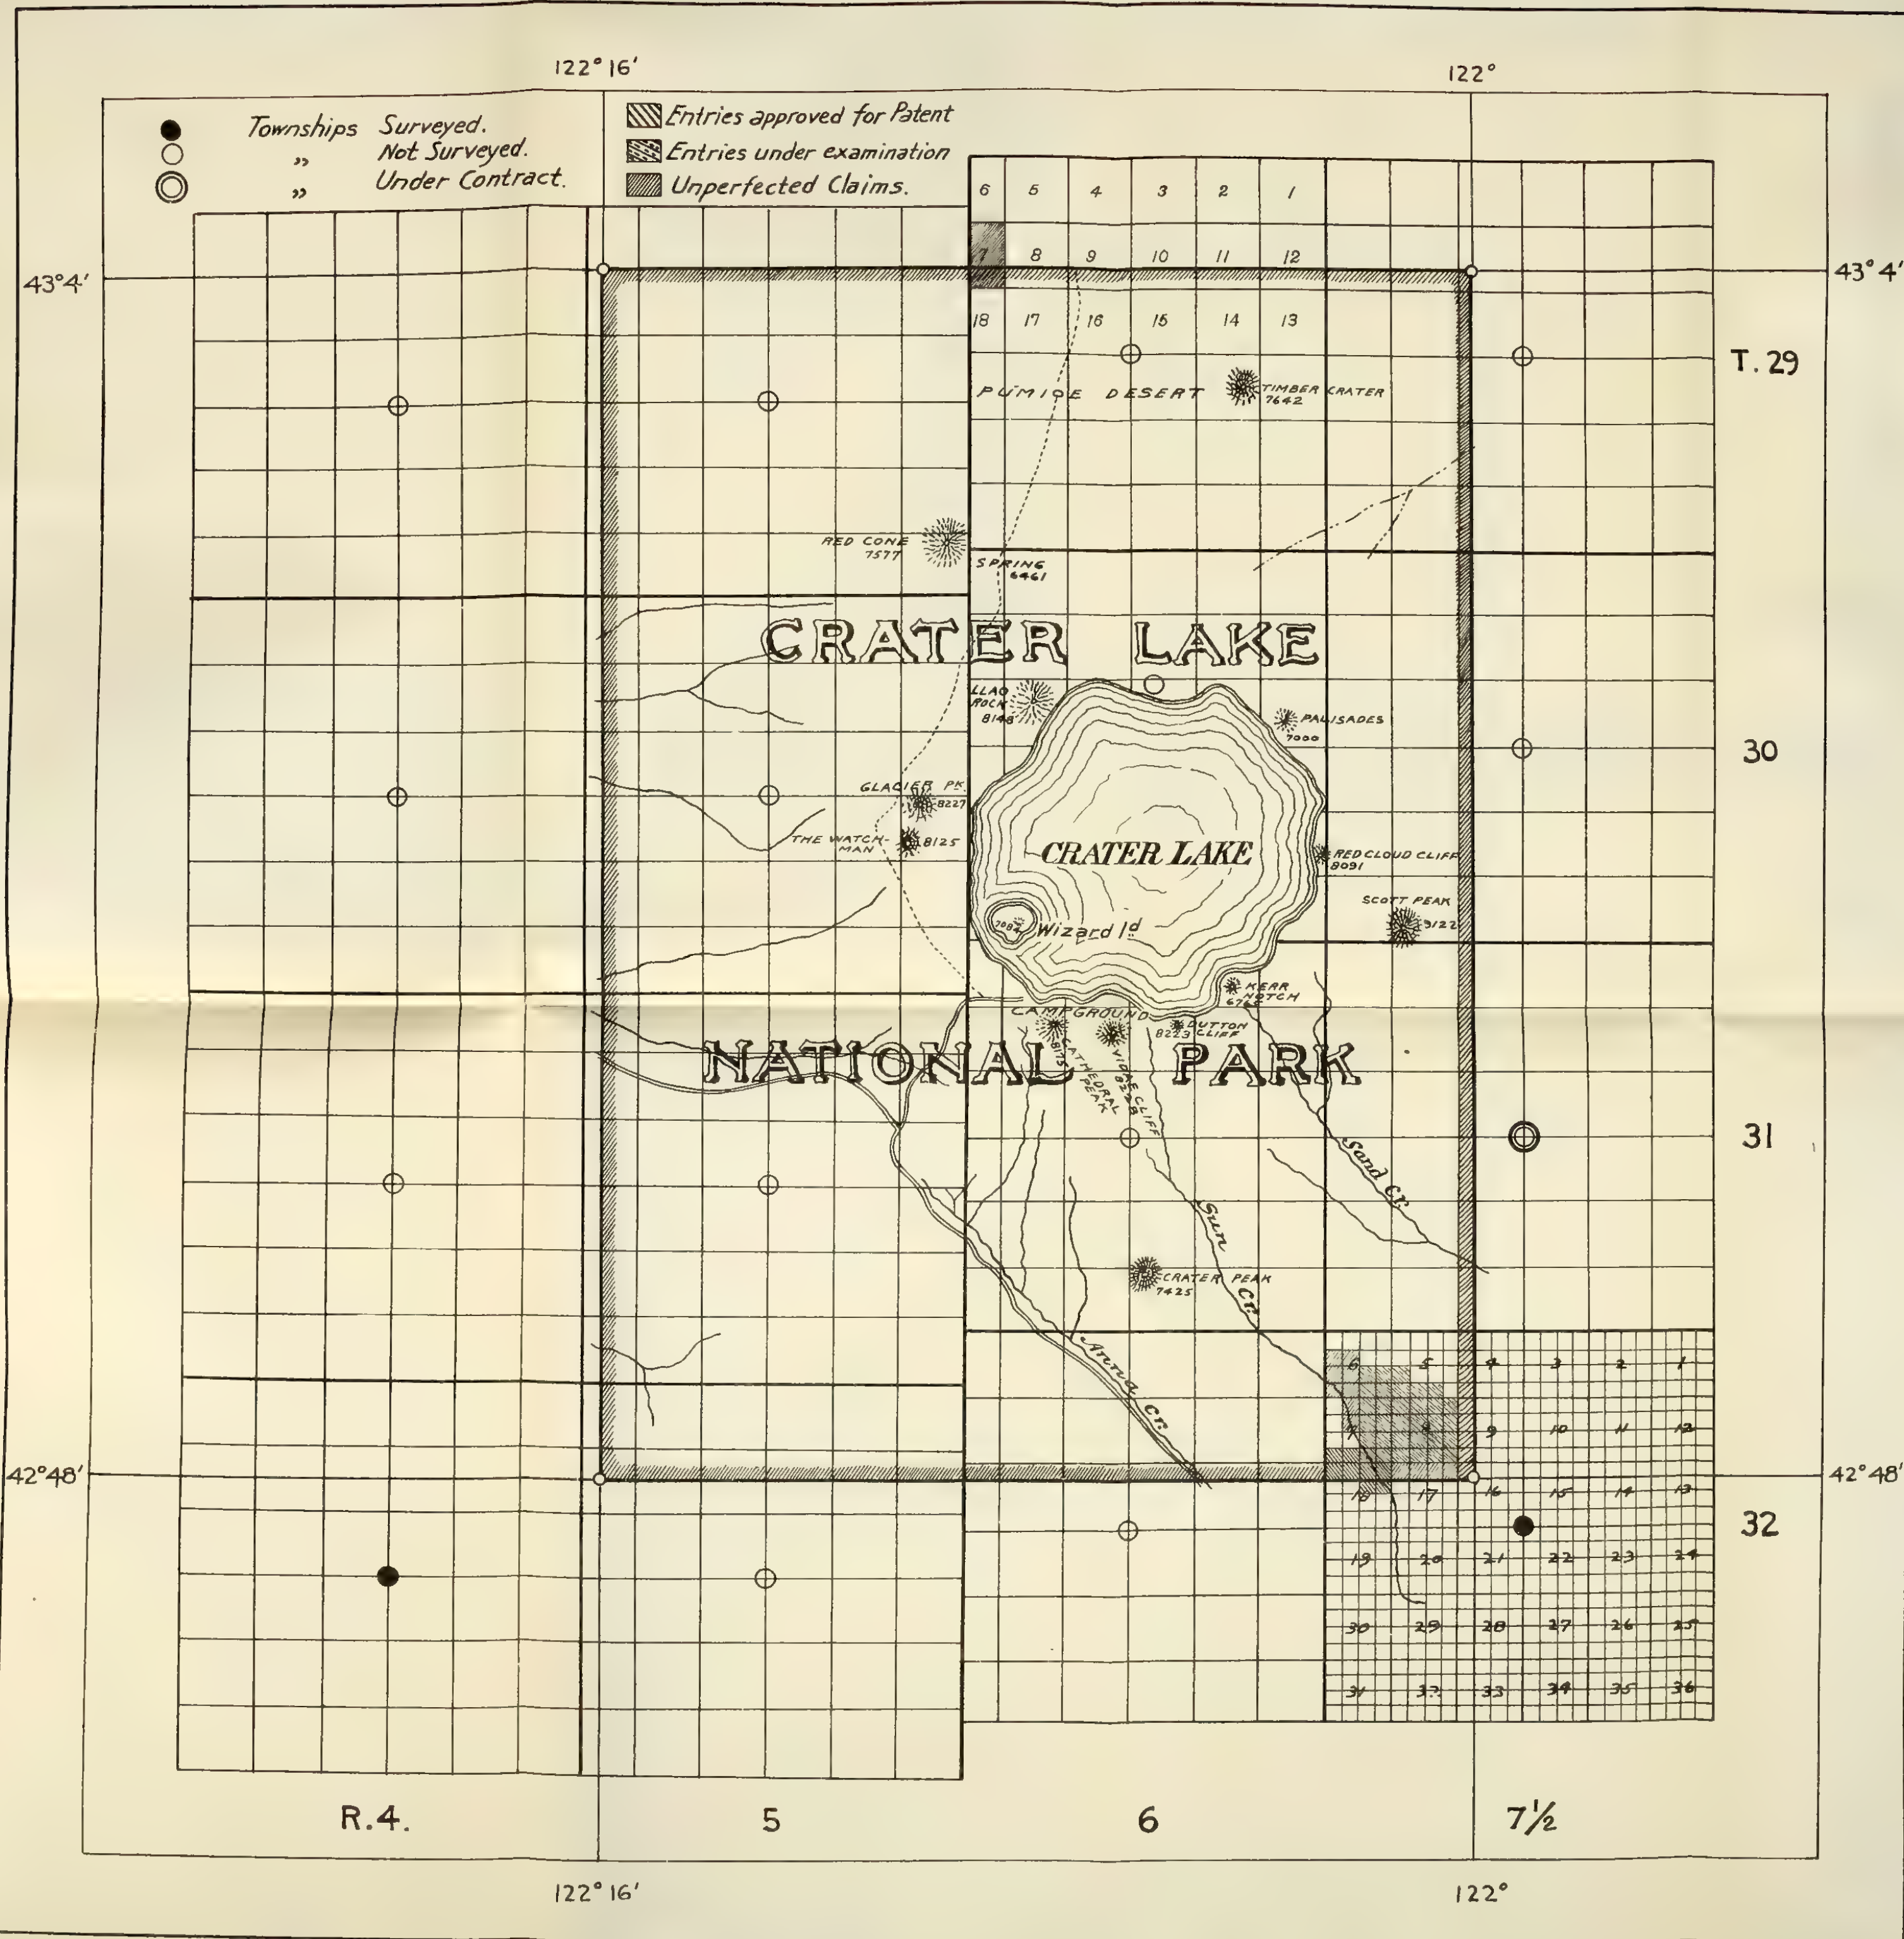 122° 16' 122°
Townships Surveyed.
„ Not Surveyed.
„ Under Contract.
Entries approved for Patent
Entries under examination
Unperfected Claims.
6 5 4 3 2 1
43°4' 7 8 9 10 11 12 43°4'
18 17 16 15 14 13
T. 29
PUMICE DESERT
TIMBER CRATER
7642
RED CONE
7577
SPRING
6461
CRATER LAKE
LLAO
ROCK
8148
PALISADES
7000
30
GLACIER PK.
8227
THE WATCH-
MAN
8125
CRATER LAKE
RED CLOUD CLIFF
8091
SCOTT PEAK
9122
Wizard Id
KERR
NOTCH
CAMPGROUND
DUTTON
CLIFF
8223
NATIONAL PARK
CATHEDRAL
PEAK
VIDAE CLIFF
31
Sand Cr.
Sun Cr.
CRATER PEAK
7425
Anna Cr.
6 5 4 3 2 1
7 8 9 10 11 12
42°48' 42°48'
18 17 16 15 14 13
32
19 20 21 22 23 24
30 29 28 27 26 25
31 32 33 34 35 36
R.4. 5 6 7½
122° 16' 122°